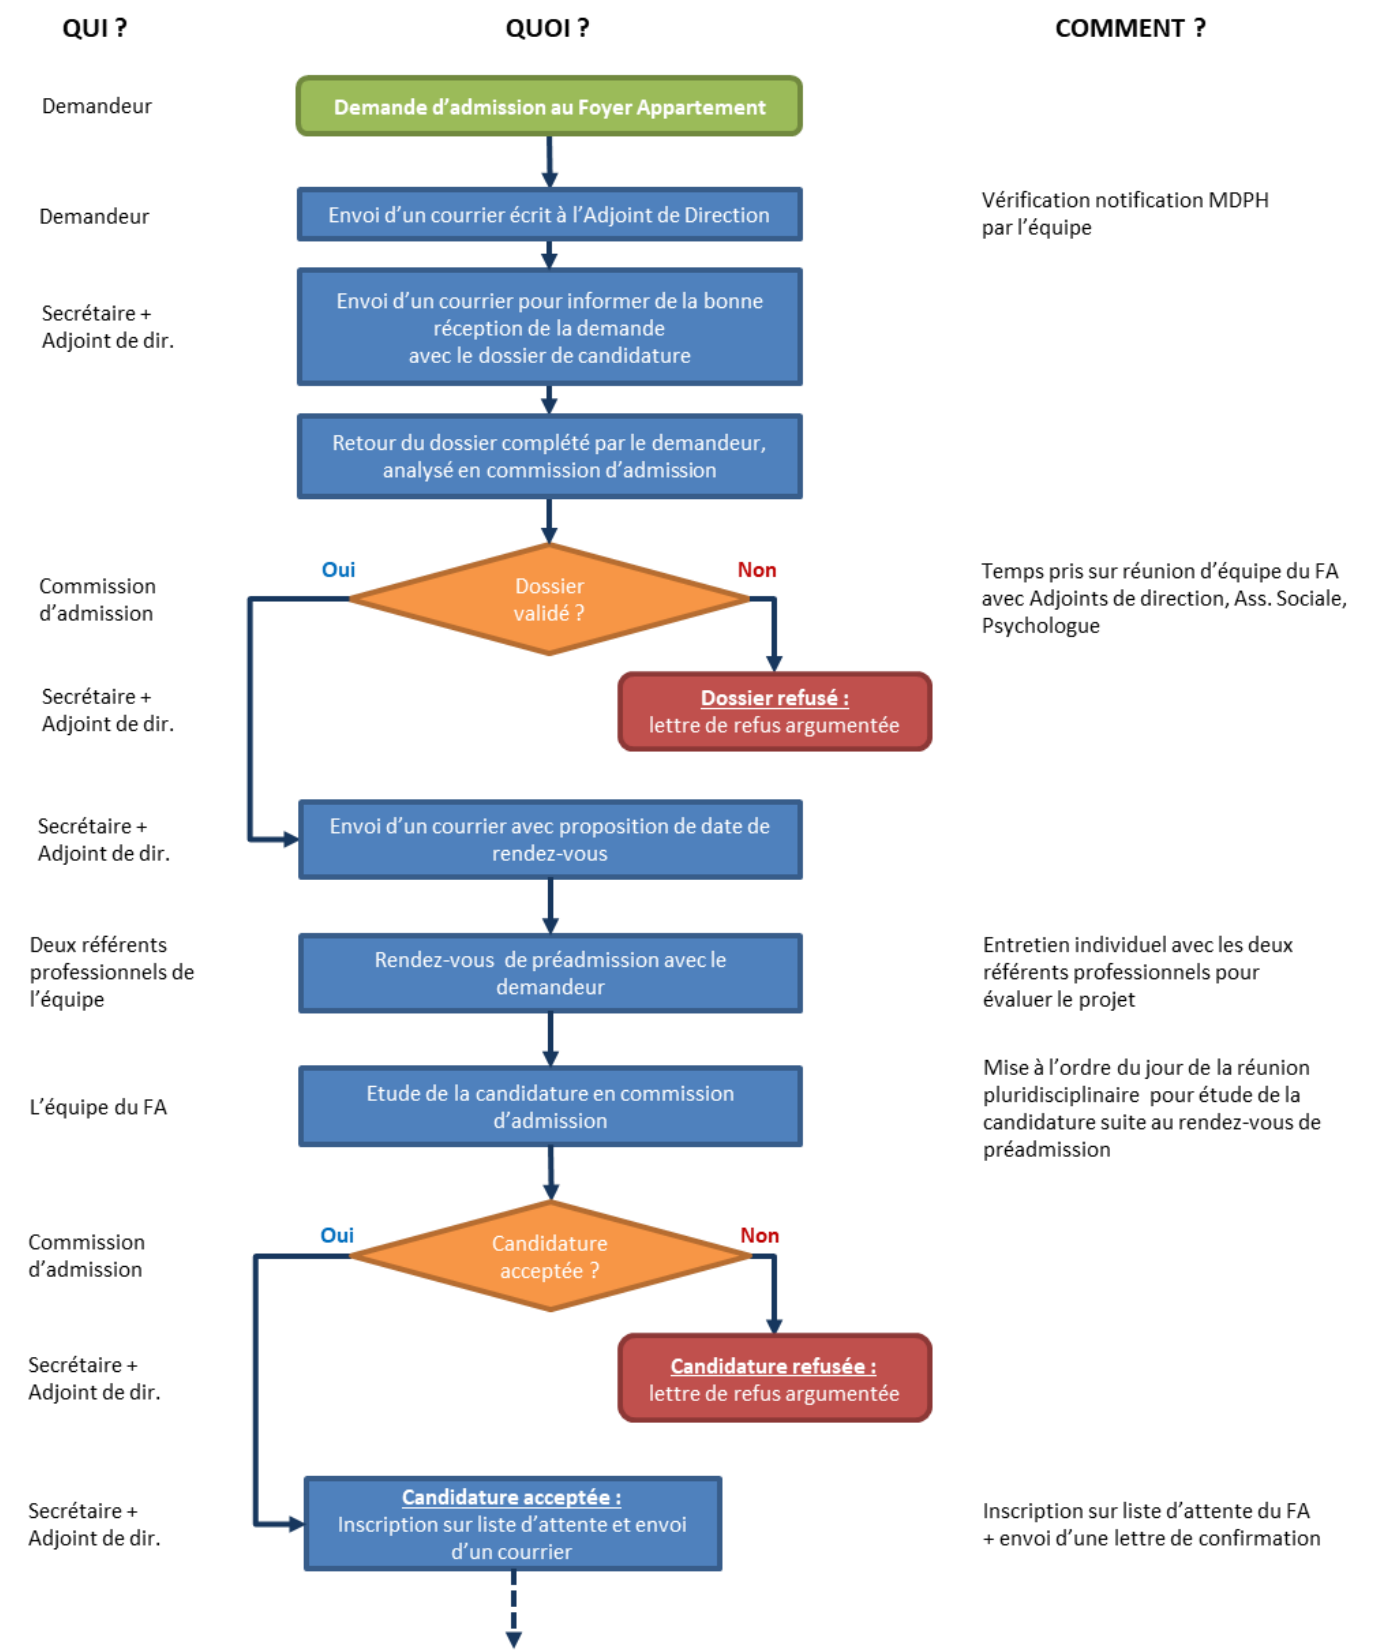 QUI ?
QUOI ?
COMMENT ?
Demandeur
Demande d'admission au Foyer Appartement
Demandeur
Envoi d'un courrier écrit à l'Adjoint de Direction
Vérification notification MDPH
par l'équipe
Secrétaire +
Adjoint de dir.
Envoi d'un courrier pour informer de la bonne
réception de la demande
avec le dossier de candidature
Retour du dossier complété par le demandeur,
analysé en commission d'admission
Commission
d'admission
Oui
Dossier
validé ?
Non
Temps pris sur réunion d'équipe du FA
avec Adjoints de direction, Ass. Sociale,
Psychologue
Secrétaire +
Adjoint de dir.
Dossier refusé :
lettre de refus argumentée
Secrétaire +
Adjoint de dir.
Envoi d'un courrier avec proposition de date de
rendez-vous
Deux référents
professionnels de
l'équipe
Rendez-vous de préadmission avec le
demandeur
Entretien individuel avec les deux
référents professionnels pour
évaluer le projet
L'équipe du FA
Etude de la candidature en commission
d'admission
Mise à l'ordre du jour de la réunion
pluridisciplinaire pour étude de la
candidature suite au rendez-vous de
préadmission
Commission
d'admission
Oui
Candidature
acceptée ?
Non
Secrétaire +
Adjoint de dir.
Candidature refusée :
lettre de refus argumentée
Secrétaire +
Adjoint de dir.
Candidature acceptée :
Inscription sur liste d'attente et envoi
d'un courrier
Inscription sur liste d'attente du FA
+ envoi d'une lettre de confirmation